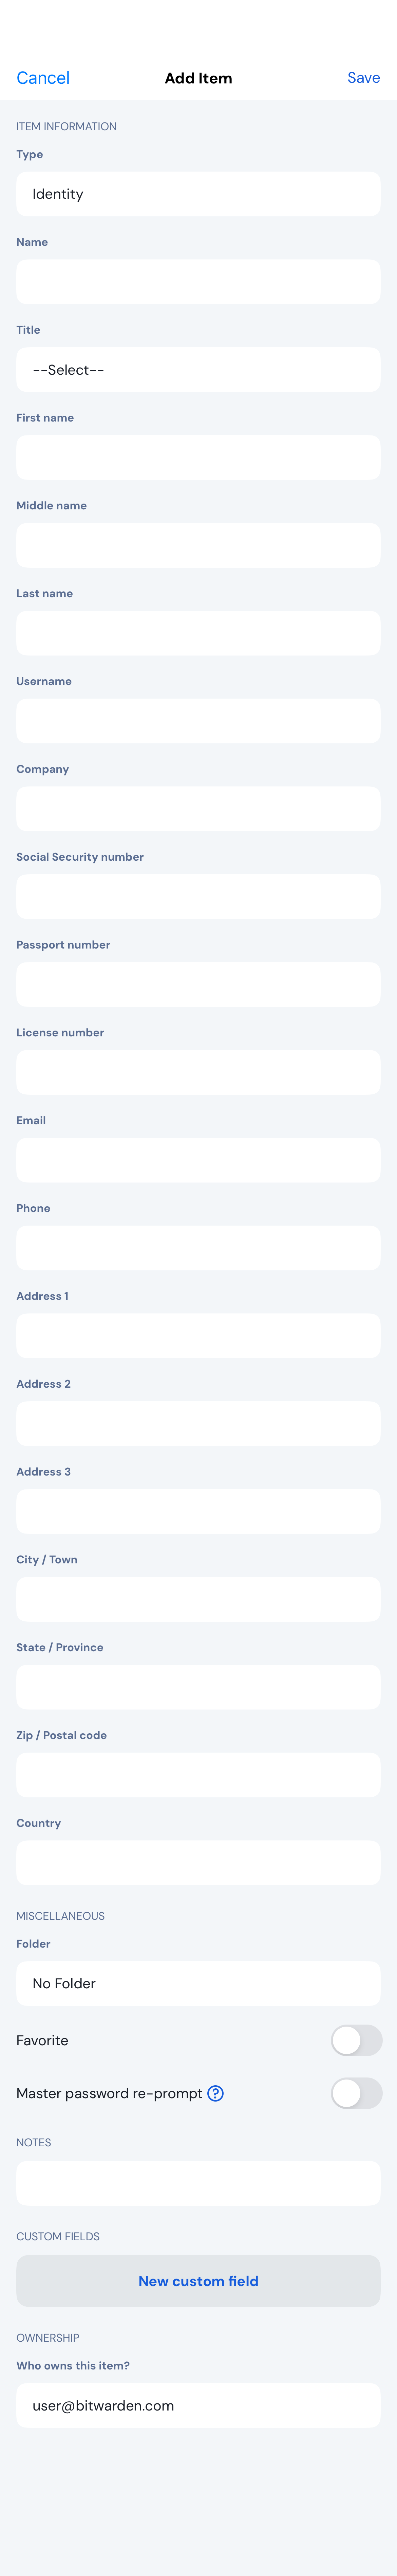 Cancel Add Item Save
ITEM INFORMATION
Type
Identity
Name
Title
--Select--
First name
Middle name
Last name
Username
Company
Social Security number
Passport number
License number
Email
Phone
Address 1
Address 2
Address 3
City / Town
State / Province
Zip / Postal code
Country
MISCELLANEOUS
Folder
No Folder
Favorite
Master password re-prompt ?
NOTES
CUSTOM FIELDS
New custom field
OWNERSHIP
Who owns this item?
user@bitwarden.com